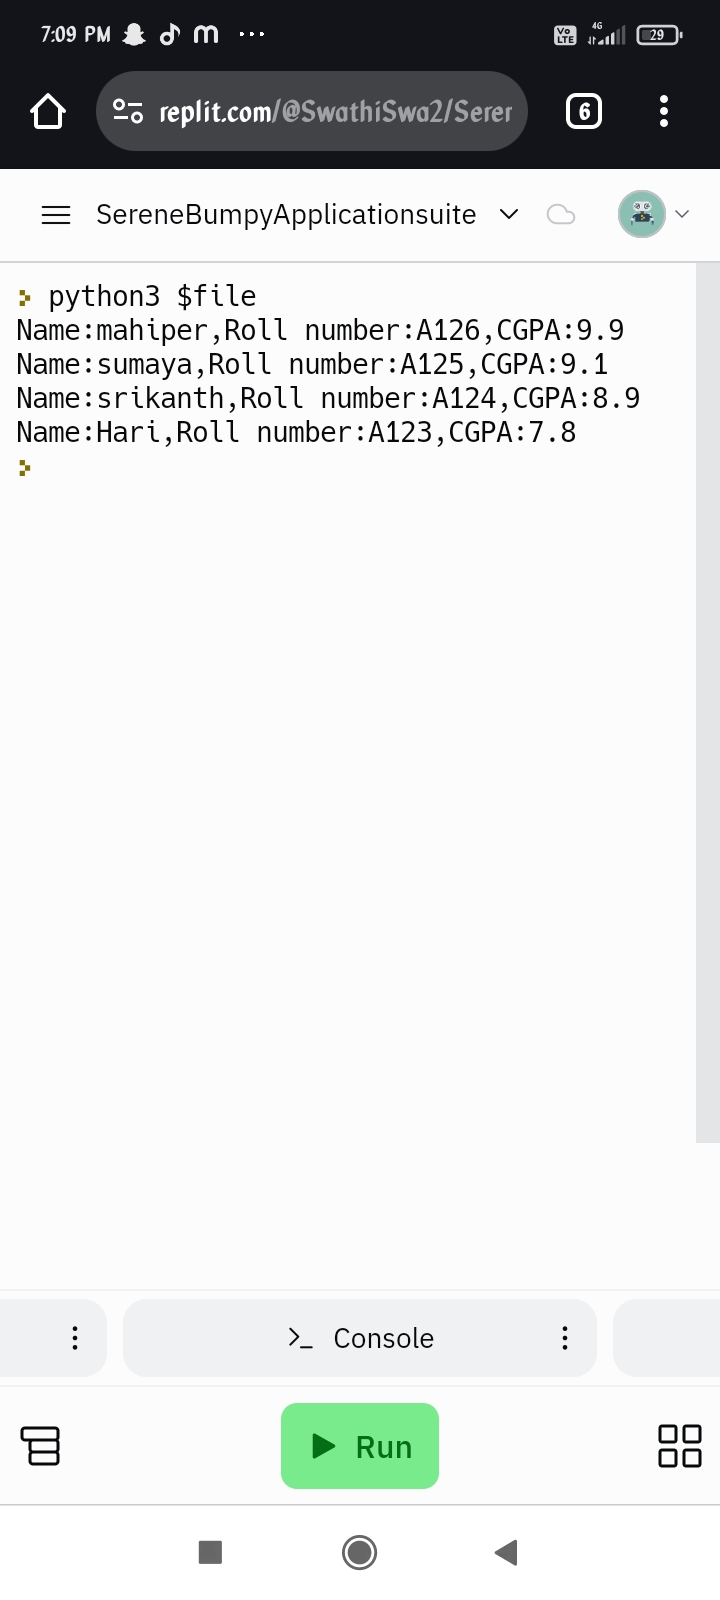 7:09 PM
Vo LTE 4G 29
replit.com/@SwathiSwa2/Serer
6
SereneBumpyApplicationsuite
python3 $file
Name:mahiper,Roll number:A126,CGPA:9.9
Name:sumaya,Roll number:A125,CGPA:9.1
Name:srikanth,Roll number:A124,CGPA:8.9
Name:Hari,Roll number:A123,CGPA:7.8
Console
Run